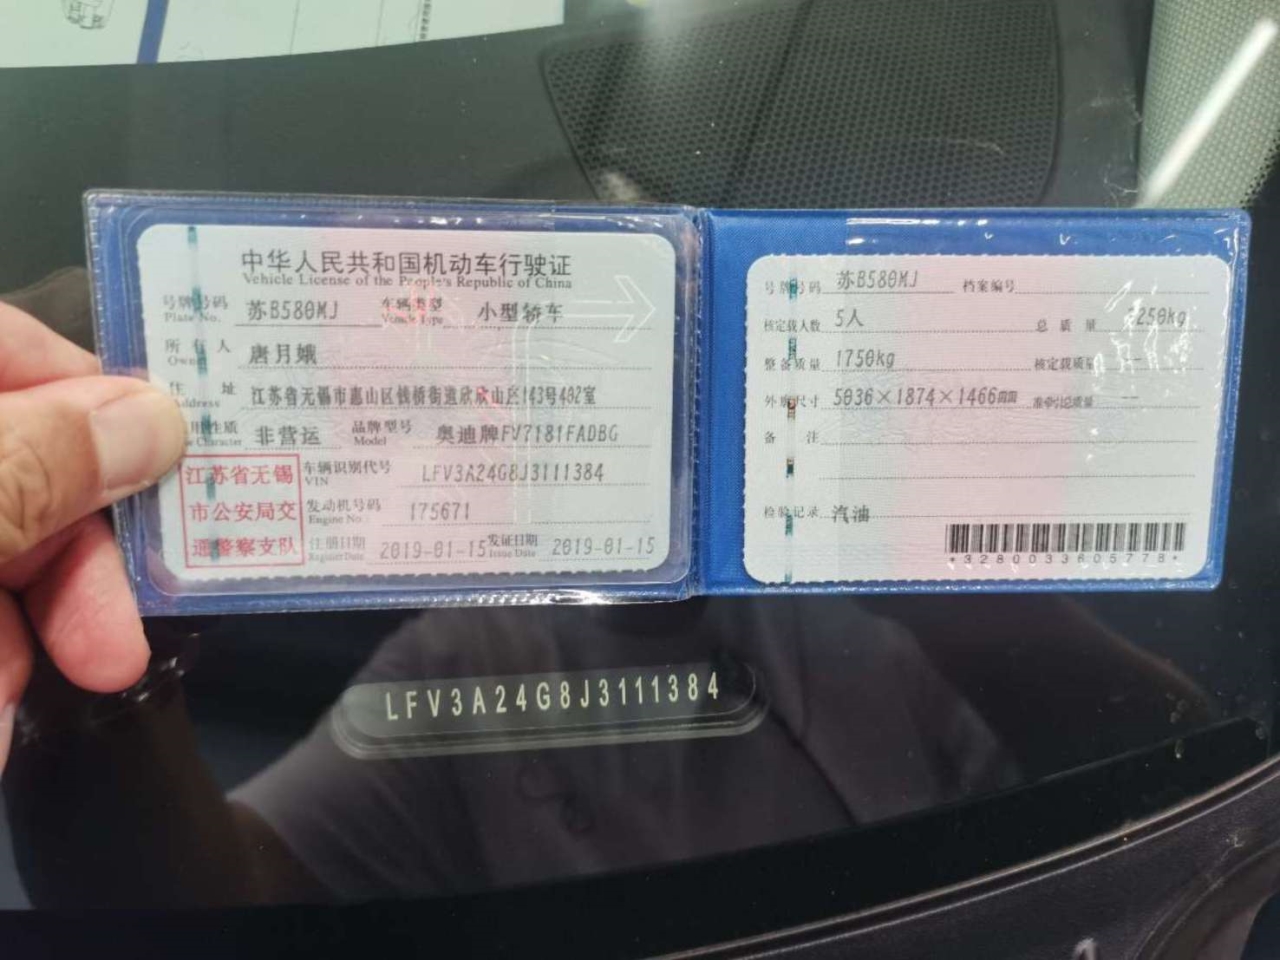 中华人民共和国机动车行驶证
Vehicle License of the People's Republic of China
号牌号码 苏B580MJ 车辆类型 小型轿车
Plate No. Vehicle Type
所有人 唐月娥
Owner
住址 江苏省无锡市惠山区钱桥街道欣欣山区143号402室
Address
用性质 非营运 品牌型号 奥迪牌FV7181FADBG
Character Model
江苏省无锡
市公安局交
通警察支队
车辆识别代号 LFV3A24G8J3111384
VIN
发动机号码 175671
Engine No.
注册日期 2019-01-15 发证日期 2019-01-15
Register Date Issue Date
号牌号码 苏B580MJ 档案编号
核定载人数 5人 总质量 2250kg
整备质量 1750kg 核定载质量 --
外廓尺寸 5036×1874×1466mm 准牵引总质量 --
备注
检验记录 汽油
*3280033605778*
LFV3A24G8J3111384